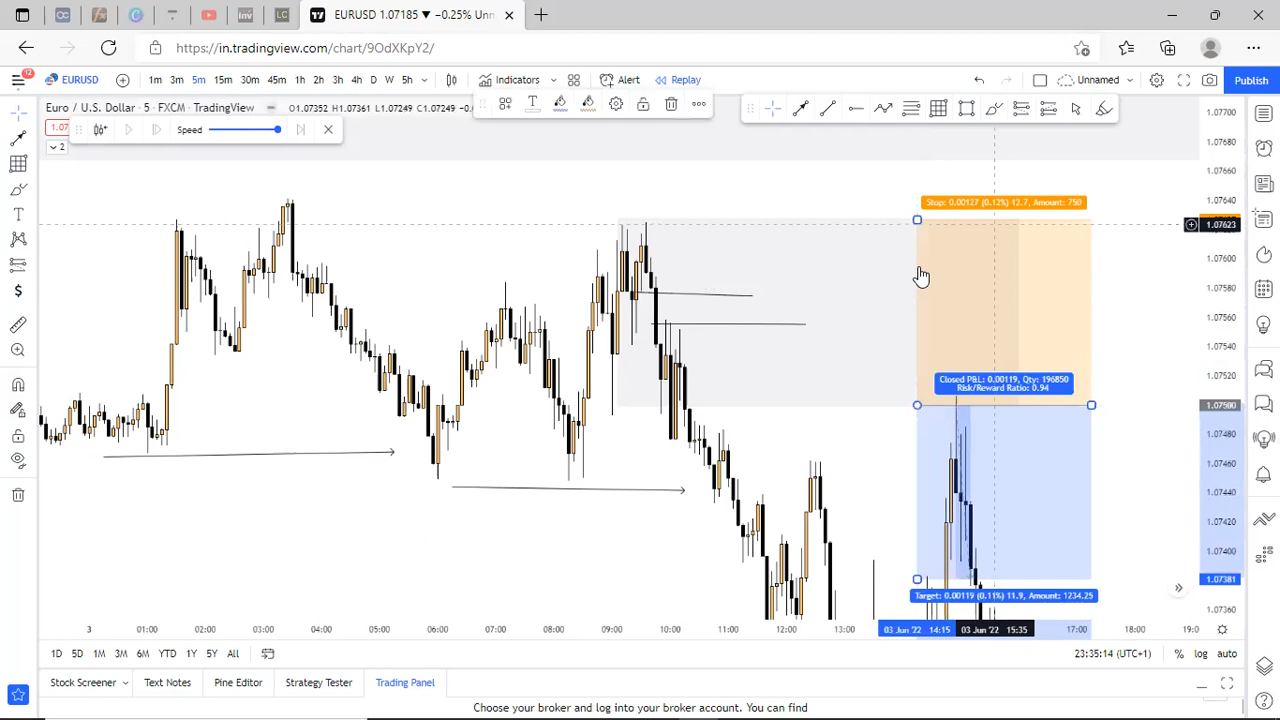 EURUSD 1.07185 ▼ −0.25% Unn
https://in.tradingview.com/chart/9OdXKpY2/
12
EURUSD
1m 3m 5m 15m 30m 45m 1h 2h 3h 4h D W 5h
Indicators
Alert
Replay
Unnamed
Publish
Euro / U.S. Dollar · 5 · FXCM · TradingView
O1.07352 H1.07361 L1.07249 C1.07249
1.07
Speed
2
Stop: 0.00127 (0.12%) 12.7, Amount: 750
Closed P&L: 0.00119, Qty: 196850
Risk/Reward Ratio: 0.94
Target: 0.00119 (0.11%) 11.9, Amount: 1234.25
1.07700
1.07680
1.07660
1.07640
1.07623
1.07600
1.07580
1.07560
1.07540
1.07520
1.07500
1.07480
1.07460
1.07440
1.07420
1.07400
1.07381
1.07360
3 01:00 02:00 03:00 04:00 05:00 06:00 07:00 08:00 09:00 10:00 11:00 12:00 13:00 03 Jun '22 14:15 03 Jun '22 15:35 17:00 18:00 19:0
1D 5D 1M 3M 6M YTD 1Y 5Y All
23:35:14 (UTC+1)
% log auto
Stock Screener
Text Notes
Pine Editor
Strategy Tester
Trading Panel
Choose your broker and log into your broker account. You can find